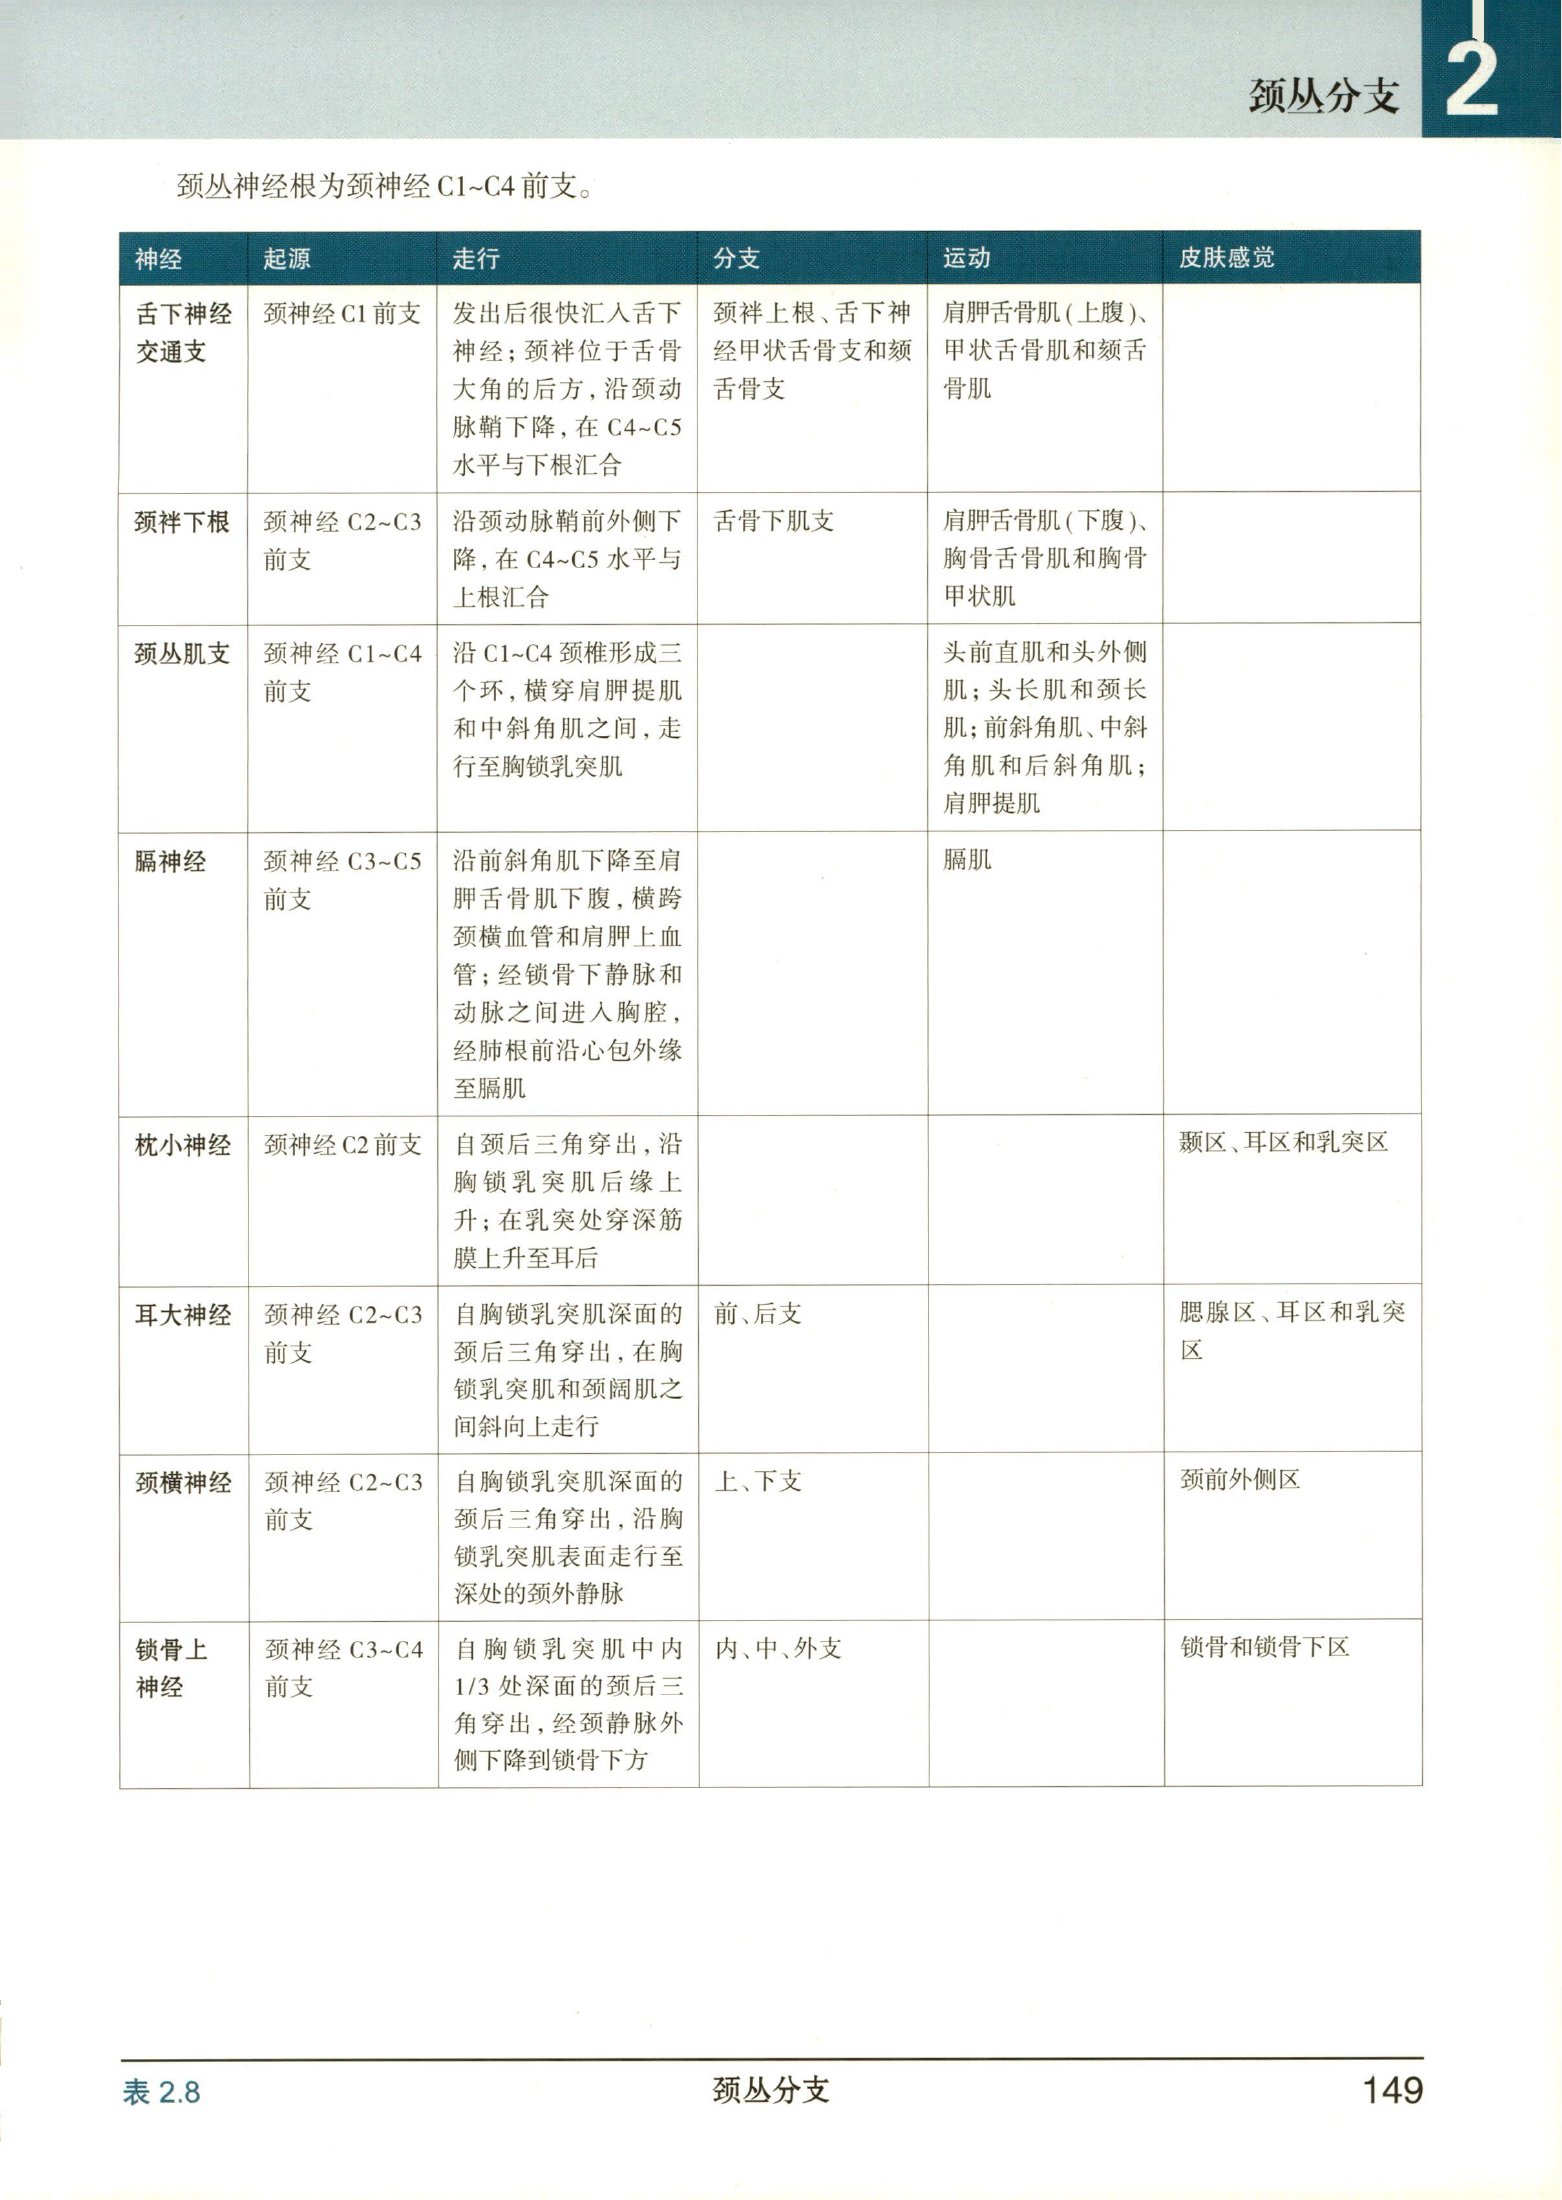 颈丛分支
2
颈丛神经根为颈神经 C1~C4 前支。
神经 起源 走行 分支 运动 皮肤感觉
舌下神经
交通支
颈神经 C1 前支
发出后很快汇入舌下
神经；颈袢位于舌骨
大角的后方，沿颈动
脉鞘下降，在 C4~C5
水平与下根汇合
颈袢上根、舌下神
经甲状舌骨支和颏
舌骨支
肩胛舌骨肌（上腹）、
甲状舌骨肌和颏舌
骨肌
颈袢下根
颈神经 C2~C3
前支
沿颈动脉鞘前外侧下
降，在 C4~C5 水平与
上根汇合
舌骨下肌支
肩胛舌骨肌（下腹）、
胸骨舌骨肌和胸骨
甲状肌
颈丛肌支
颈神经 C1~C4
前支
沿 C1~C4 颈椎形成三
个环，横穿肩胛提肌
和中斜角肌之间，走
行至胸锁乳突肌
头前直肌和头外侧
肌；头长肌和颈长
肌；前斜角肌、中斜
角肌和后斜角肌；
肩胛提肌
膈神经
颈神经 C3~C5
前支
沿前斜角肌下降至肩
胛舌骨肌下腹，横跨
颈横血管和肩胛上血
管；经锁骨下静脉和
动脉之间进入胸腔，
经肺根前沿心包外缘
至膈肌
膈肌
枕小神经
颈神经 C2 前支
自颈后三角穿出，沿
胸锁乳突肌后缘上
升；在乳突处穿深筋
膜上升至耳后
颞区、耳区和乳突区
耳大神经
颈神经 C2~C3
前支
自胸锁乳突肌深面的
颈后三角穿出，在胸
锁乳突肌和颈阔肌之
间斜向上走行
前、后支
腮腺区、耳区和乳突
区
颈横神经
颈神经 C2~C3
前支
自胸锁乳突肌深面的
颈后三角穿出，沿胸
锁乳突肌表面走行至
深处的颈外静脉
上、下支
颈前外侧区
锁骨上
神经
颈神经 C3~C4
前支
自胸锁乳突肌中内
1/3 处深面的颈后三
角穿出，经颈静脉外
侧下降到锁骨下方
内、中、外支
锁骨和锁骨下区
表 2.8 颈丛分支 149